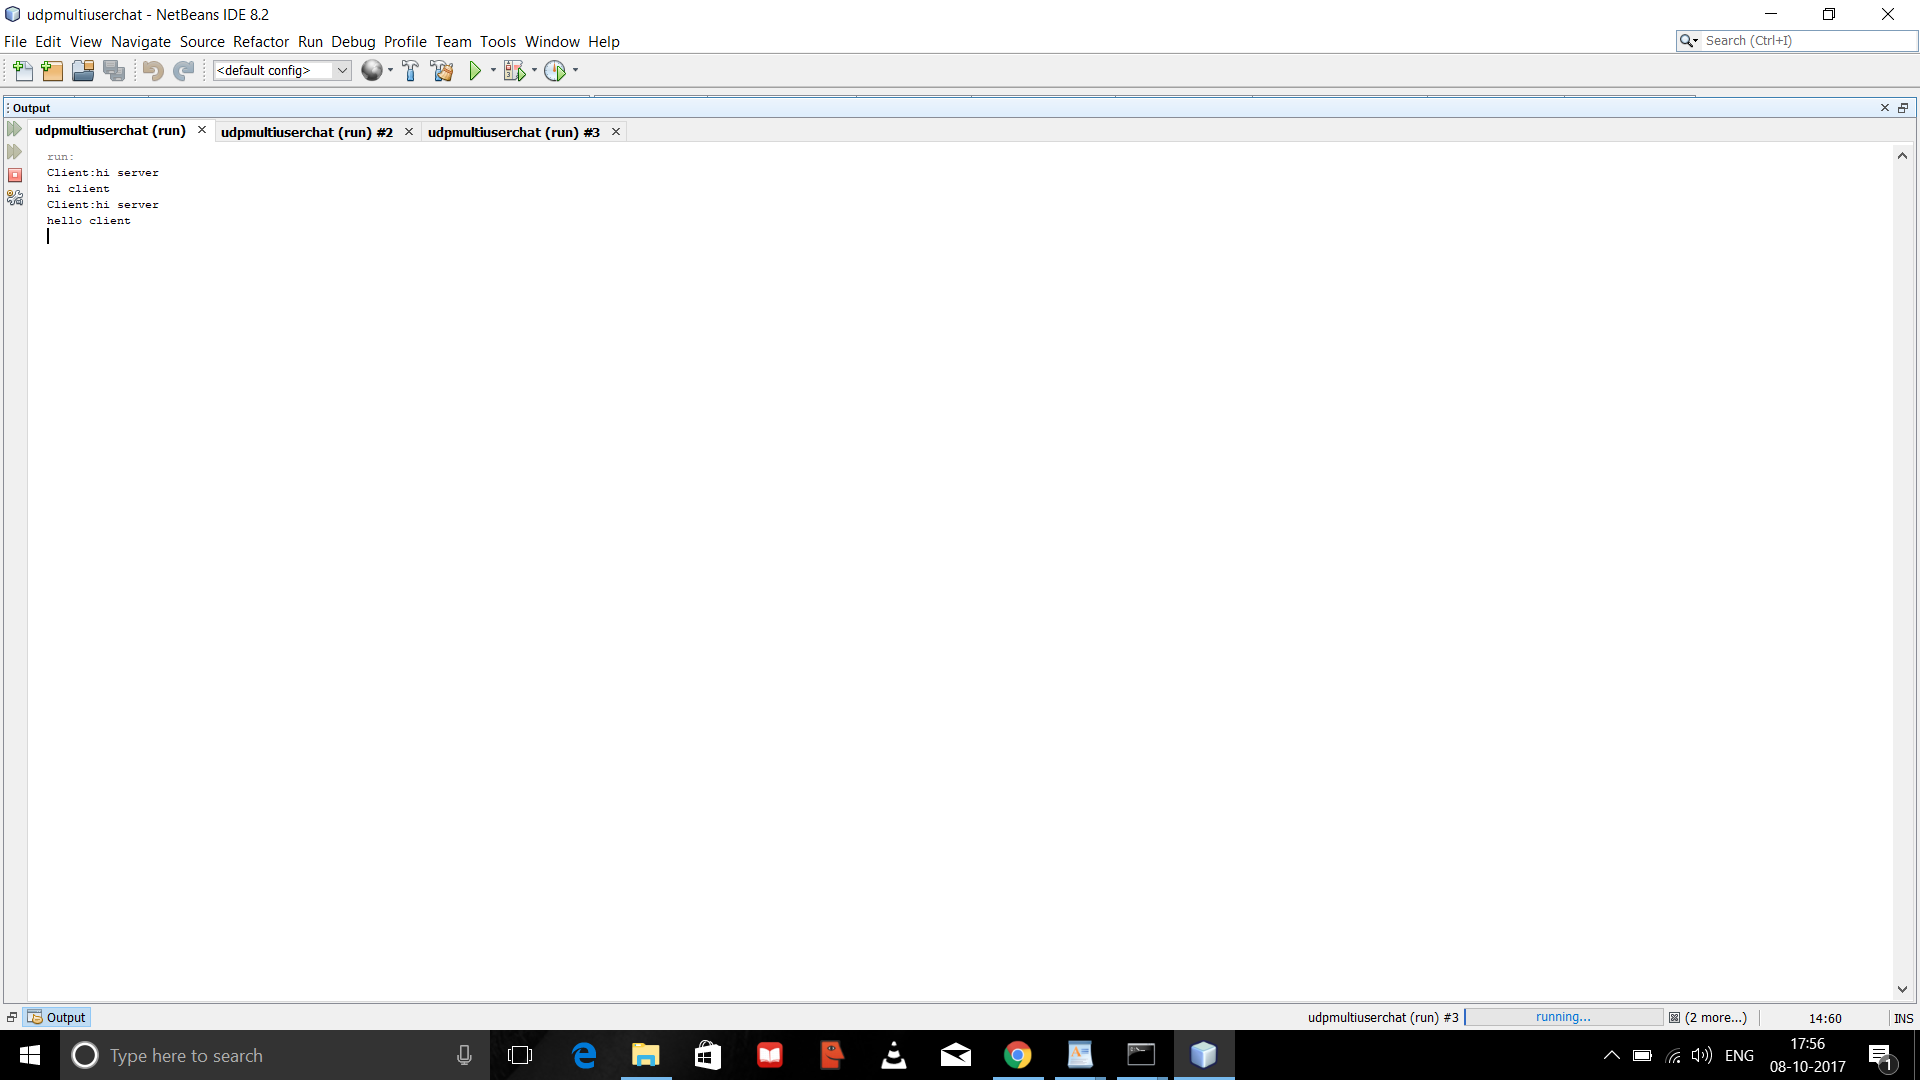 udpmultiuserchat - NetBeans IDE 8.2
File Edit View Navigate Source Refactor Run Debug Profile Team Tools Window Help
Search (Ctrl+I)
<default config>
Output
udpmultiuserchat (run) udpmultiuserchat (run) #2 udpmultiuserchat (run) #3
run:
Client:hi server
hi client
Client:hi server
hello client
Output
udpmultiuserchat (run) #3 running... (2 more...) 14:60 INS
Type here to search
ENG
17:56
08-10-2017
1